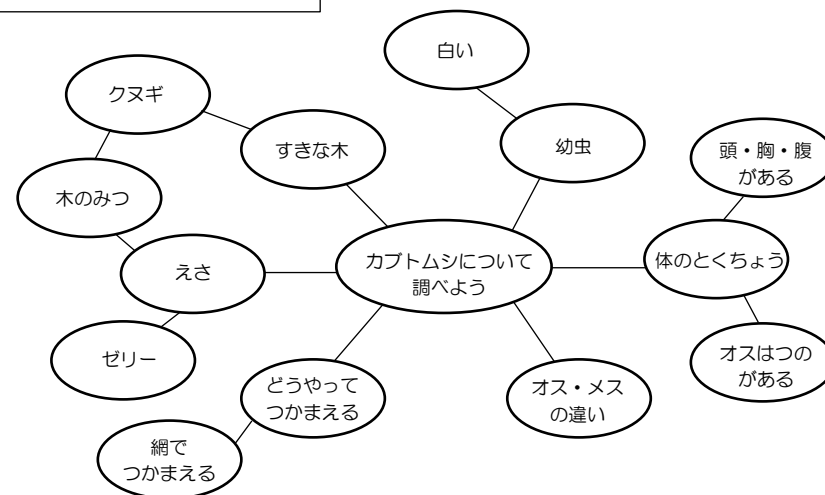 白い
クヌギ
すきな木
幼虫
頭・胸・腹
がある
木のみつ
カブトムシについて
調べよう
体のとくちょう
えさ
ゼリー
どうやって
つかまえる
オス・メス
の違い
オスはつの
がある
網で
つかまえる